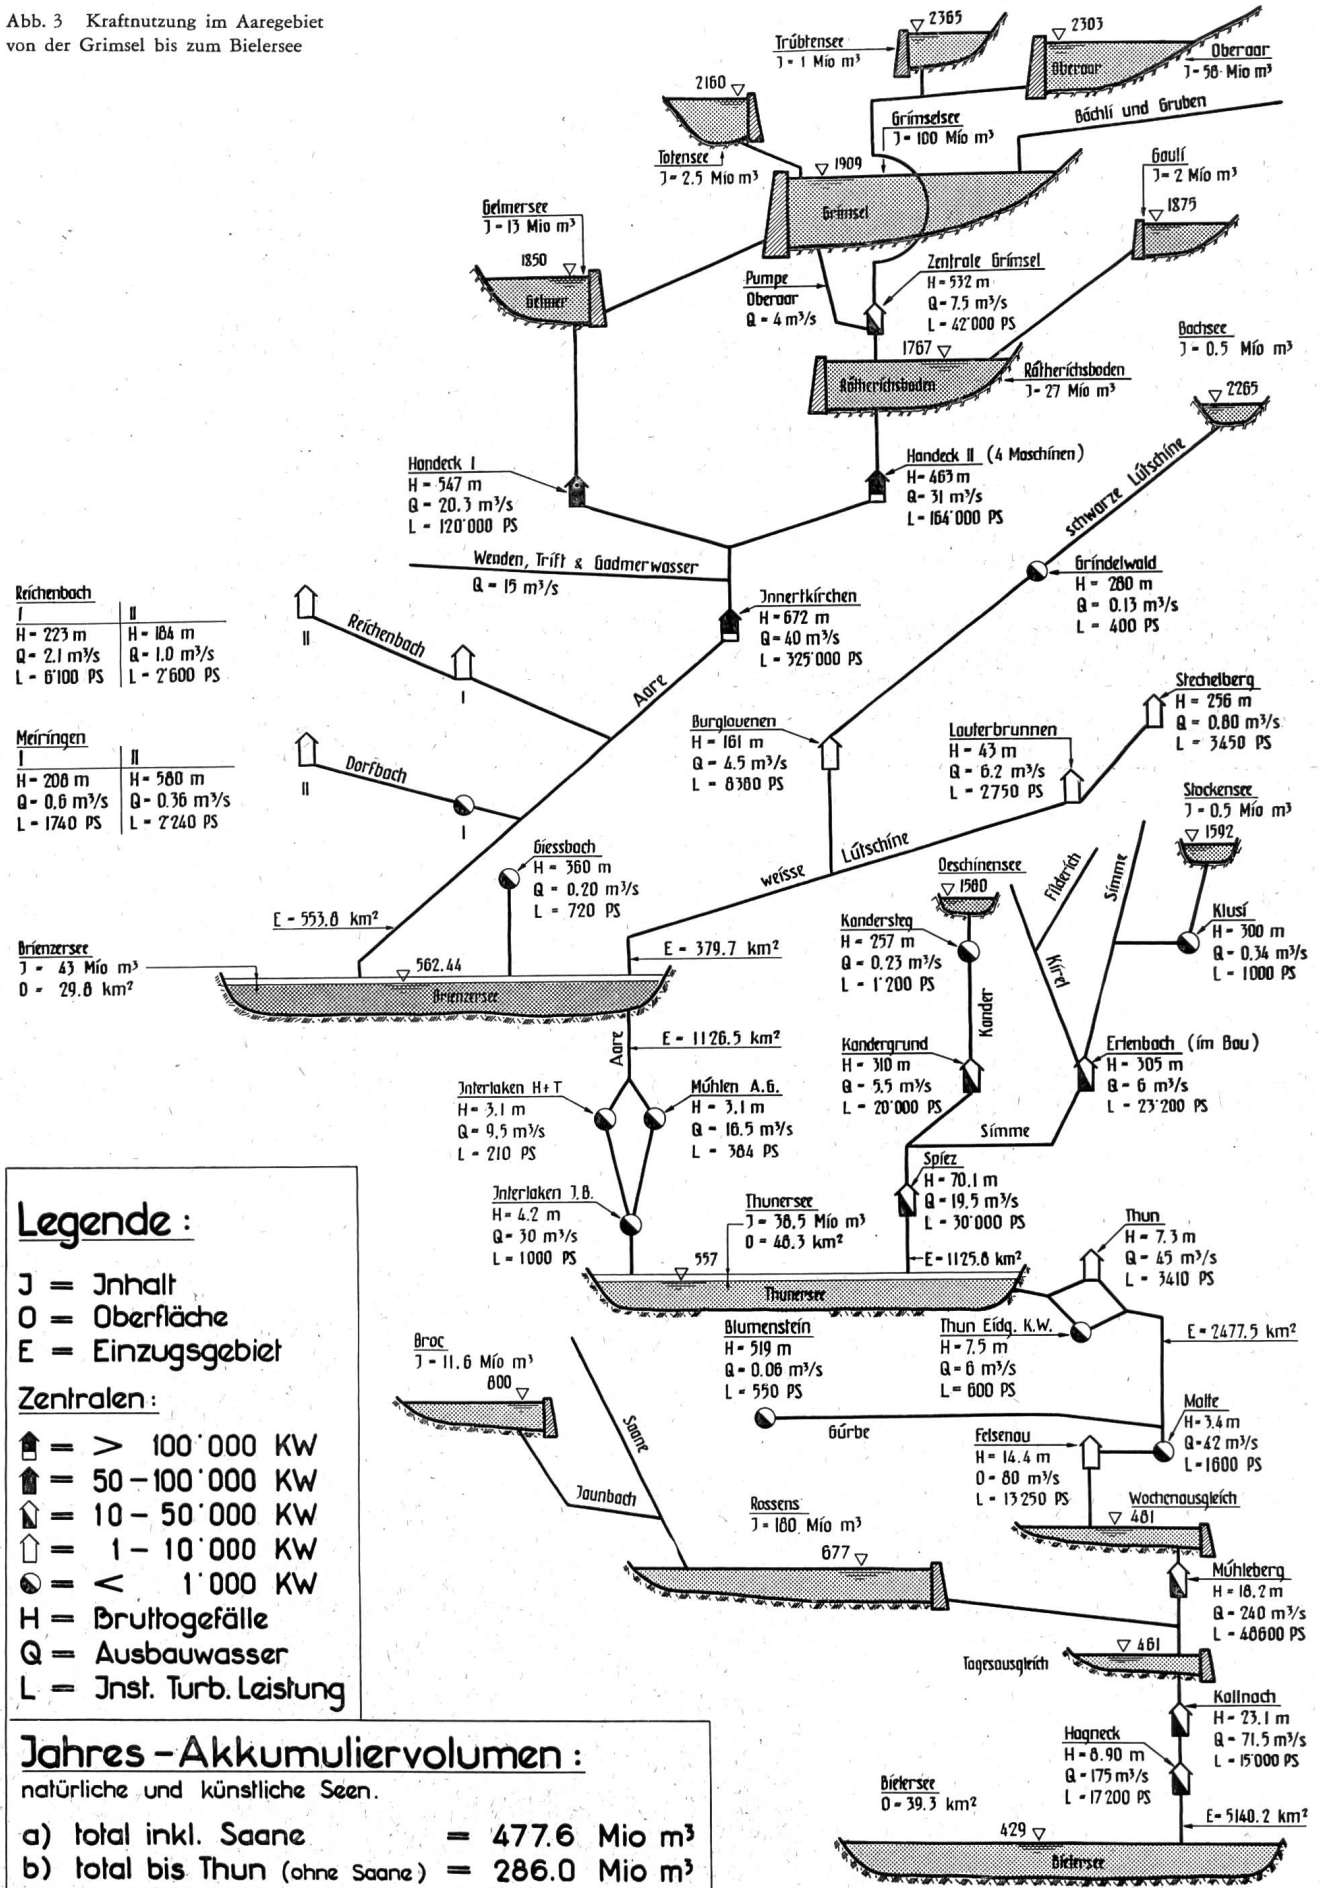 Abb. 3 Kraftnutzung im Aaregebiet
von der Grimsel bis zum Bielersee
2365
Trübtensee
J = 1 Mio m³
2303
Oberaar
Oberaar
J = 58 Mio m³
2160
Totensee
J = 2.5 Mio m³
Grimselsee
J = 100 Mio m³
Bächli und Gruben
1909
Grimsel
Gauli
J = 2 Mio m³
1875
Gelmersee
J = 13 Mio m³
1850
Gelmer
Pumpe
Oberaar
Q = 4 m³/s
Zentrale Grimsel
H = 532 m
Q = 7.5 m³/s
L = 42'000 PS
1767
Rätherichsboden
Rätherichsboden
J = 27 Mio m³
Bachsee
J = 0.5 Mio m³
2265
Handeck I
H = 547 m
Q = 20.3 m³/s
L = 120'000 PS
Handeck II (4 Maschinen)
H = 463 m
Q = 31 m³/s
L = 164'000 PS
schwarze Lütschine
Wenden, Trift & Gadmerwasser
Q = 15 m³/s
Grindelwald
H = 280 m
Q = 0.13 m³/s
L = 400 PS
Innertkirchen
H = 672 m
Q = 40 m³/s
L = 325'000 PS
Reichenbach
I II
H = 223 m H = 184 m
Q = 2.1 m³/s Q = 1.0 m³/s
L = 6'100 PS L = 2'600 PS
II
Reichenbach
I
Aare
Stechelberg
H = 256 m
Q = 0.80 m³/s
L = 3450 PS
Burglauenen
H = 161 m
Q = 4.5 m³/s
L = 8380 PS
Lauterbrunnen
H = 43 m
Q = 6.2 m³/s
L = 2750 PS
Meiringen
I II
H = 208 m H = 580 m
Q = 0,6 m³/s Q = 0.36 m³/s
L = 1740 PS L = 2'240 PS
II
Dorfbach
I
Stockensee
J = 0.5 Mio m³
1592
Giessbach
H = 360 m
Q = 0.20 m³/s
L = 720 PS
weisse Lütschine
Oeschinensee
1580
Filderich
Simme
Kirel
Klusi
H = 300 m
Q = 0,34 m³/s
L = 1000 PS
Kandersteg
H = 257 m
Q = 0.23 m³/s
L = 1'200 PS
E = 553,8 km²
E = 379.7 km²
Brienzersee
J = 43 Mio m³
O = 29.8 km²
562.44
Brienzersee
Kander
Aare
E = 1126.5 km²
Kandergrund
H = 310 m
Q = 5,5 m³/s
L = 20'000 PS
Erlenbach (im Bau)
H = 305 m
Q = 6 m³/s
L = 23'200 PS
Interlaken H+T
H = 3.1 m
Q = 9,5 m³/s
L = 210 PS
Mühlen A.G.
H = 3,1 m
Q = 16.5 m³/s
L = 384 PS
Simme
Spiez
H = 70.1 m
Q = 19,5 m³/s
L = 30'000 PS
Interlaken J.B.
H = 4.2 m
Q = 30 m³/s
L = 1000 PS
Thunersee
J = 38,5 Mio m³
O = 48.3 km²
E = 1125.8 km²
557
Thunersee
Thun
H = 7.3 m
Q = 45 m³/s
L = 3410 PS
Thun Eidg. K.W.
H = 7.5 m
Q = 6 m³/s
L = 600 PS
E = 2477.5 km²
Blumenstein
H = 519 m
Q = 0.06 m³/s
L = 550 PS
Gürbe
Broc
J = 11.6 Mio m³
800
Saane
Jaunbach
Matte
H = 3,4 m
Q = 42 m³/s
L = 1600 PS
Felsenau
H = 14.4 m
O = 80 m³/s
L = 13'250 PS
Wochenausgleich
481
Rossens
J = 180 Mio m³
677
Mühleberg
H = 18.2 m
Q = 240 m³/s
L = 48600 PS
Tagesausgleich
461
Kallnach
H = 23.1 m
Q = 71.5 m³/s
L = 15'000 PS
Hagneck
H = 8.90 m
Q = 175 m³/s
L = 17'200 PS
Bielersee
O = 39.3 km²
E = 5140.2 km²
429
Bielersee
Legende :
J = Inhalt
O = Oberfläche
E = Einzugsgebiet
Zentralen :
= > 100'000 KW
= 50 – 100'000 KW
= 10 – 50'000 KW
= 1 – 10'000 KW
= < 1'000 KW
H = Bruttogefälle
Q = Ausbauwasser
L = Inst. Turb. Leistung
Jahres – Akkumuliervolumen :
natürliche und künstliche Seen.
a) total inkl. Saane = 477.6 Mio m³
b) total bis Thun (ohne Saane) = 286.0 Mio m³